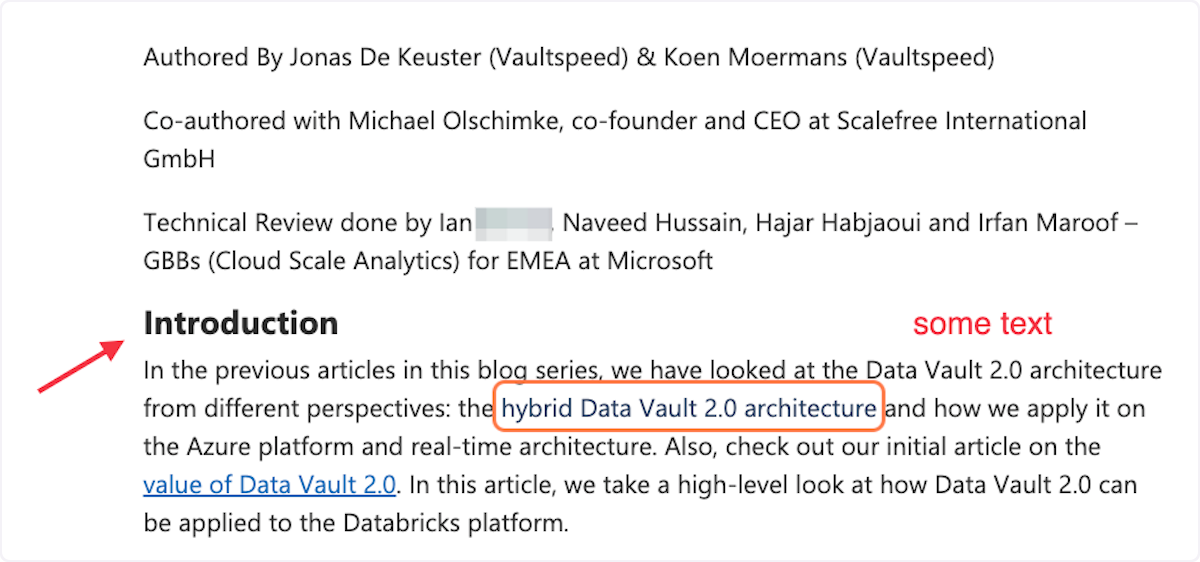 Authored By Jonas De Keuster (Vaultspeed) & Koen Moermans (Vaultspeed)
Co-authored with Michael Olschimke, co-founder and CEO at Scalefree International
GmbH
Technical Review done by Ian Naveed Hussain, Hajar Habjaoui and Irfan Maroof –
GBBs (Cloud Scale Analytics) for EMEA at Microsoft
Introduction
some text
In the previous articles in this blog series, we have looked at the Data Vault 2.0 architecture
from different perspectives: the hybrid Data Vault 2.0 architecture and how we apply it on
the Azure platform and real-time architecture. Also, check out our initial article on the
value of Data Vault 2.0. In this article, we take a high-level look at how Data Vault 2.0 can
be applied to the Databricks platform.